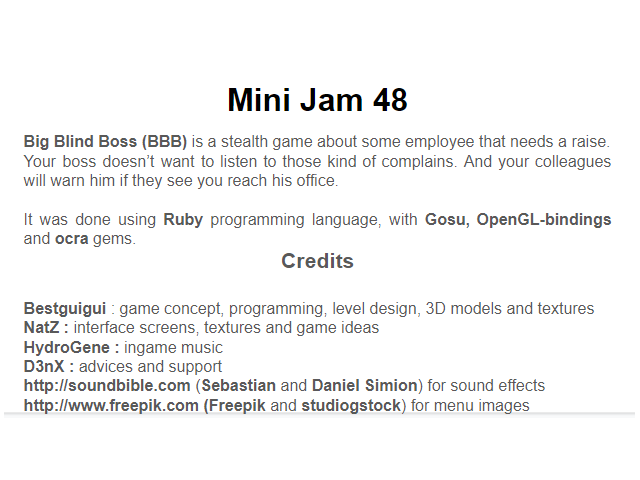 Mini Jam 48
Big Blind Boss (BBB) is a stealth game about some employee that needs a raise.
Your boss doesn’t want to listen to those kind of complains. And your colleagues
will warn him if they see you reach his office.
It was done using Ruby programming language, with Gosu, OpenGL-bindings
and ocra gems.
Credits
Bestguigui : game concept, programming, level design, 3D models and textures
NatZ : interface screens, textures and game ideas
HydroGene : ingame music
D3nX : advices and support
http://soundbible.com (Sebastian and Daniel Simion) for sound effects
http://www.freepik.com (Freepik and studiogstock) for menu images